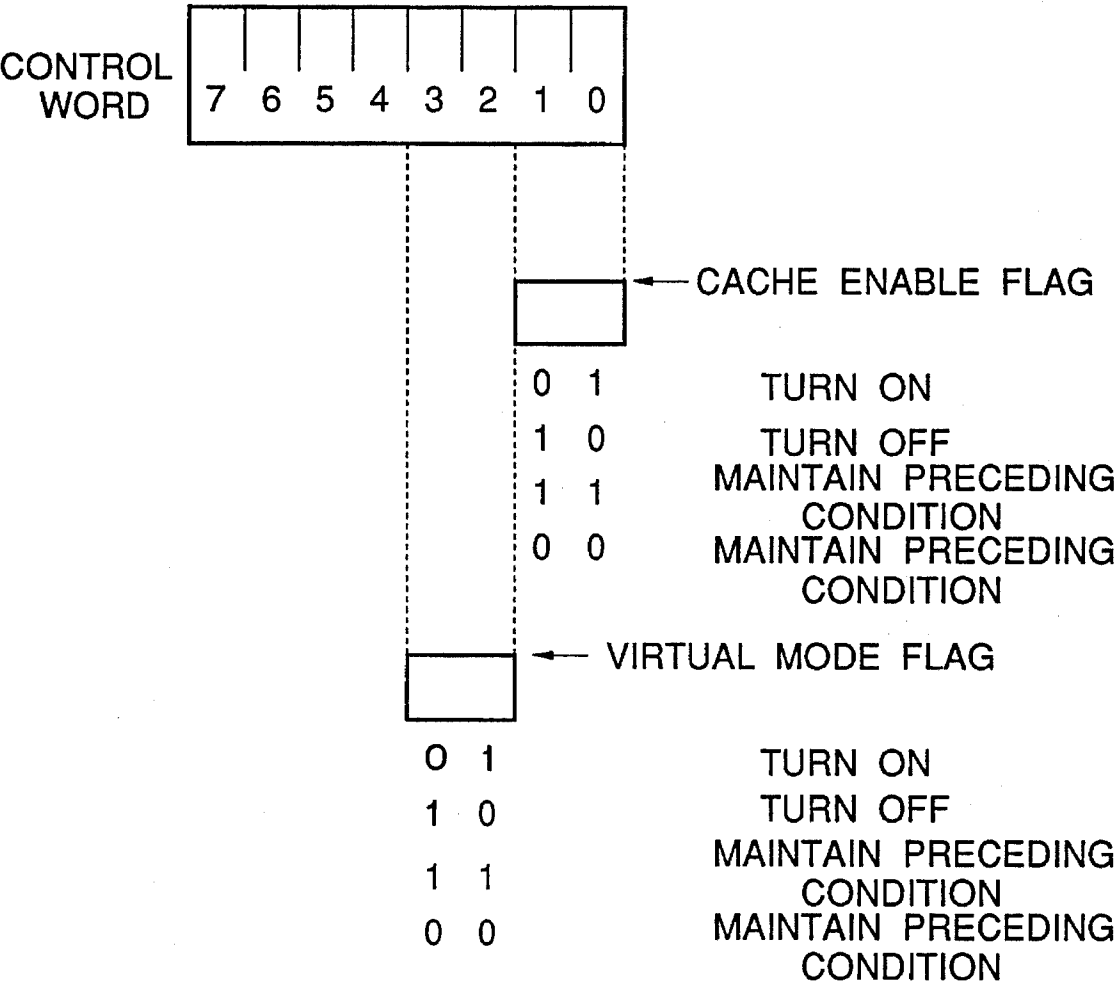 CONTROL
WORD
7 6 5 4 3 2 1 0
CACHE ENABLE FLAG
0 1 TURN ON
1 0 TURN OFF
1 1 MAINTAIN PRECEDING
CONDITION
0 0 MAINTAIN PRECEDING
CONDITION
VIRTUAL MODE FLAG
0 1 TURN ON
1 0 TURN OFF
1 1 MAINTAIN PRECEDING
CONDITION
0 0 MAINTAIN PRECEDING
CONDITION